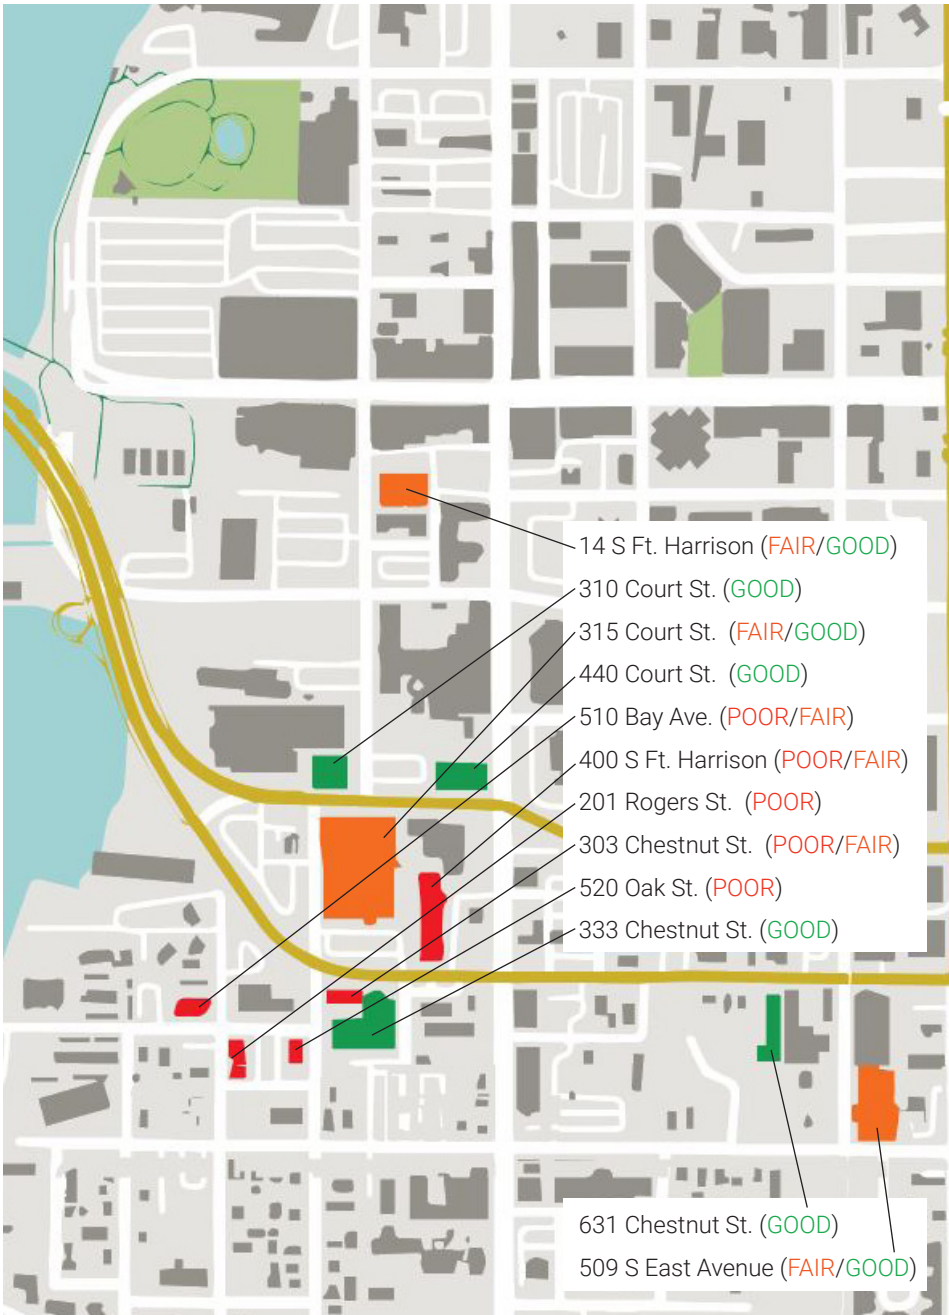 14 S Ft. Harrison (FAIR/GOOD)
310 Court St. (GOOD)
315 Court St. (FAIR/GOOD)
440 Court St. (GOOD)
510 Bay Ave. (POOR/FAIR)
400 S Ft. Harrison (POOR/FAIR)
201 Rogers St. (POOR)
303 Chestnut St. (POOR/FAIR)
520 Oak St. (POOR)
333 Chestnut St. (GOOD)
631 Chestnut St. (GOOD)
509 S East Avenue (FAIR/GOOD)